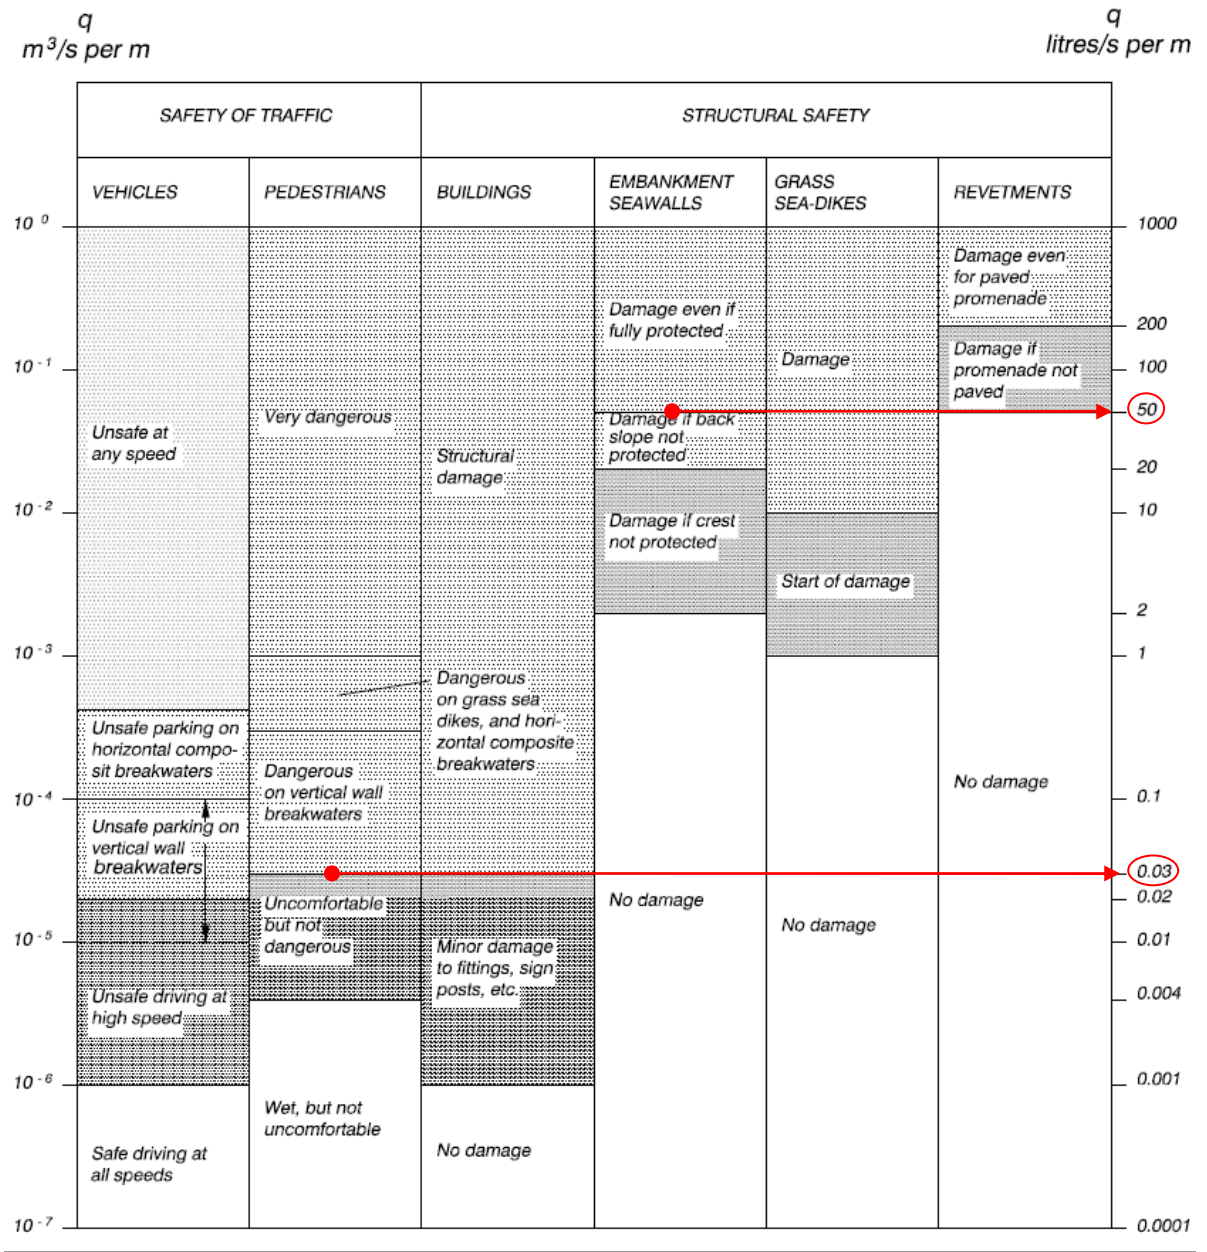 q
m³/s per m
q
litres/s per m
SAFETY OF TRAFFIC
STRUCTURAL SAFETY
VEHICLES
PEDESTRIANS
BUILDINGS
EMBANKMENT
SEAWALLS
GRASS
SEA-DIKES
REVETMENTS
10⁰
10⁻¹
10⁻²
10⁻³
10⁻⁴
10⁻⁵
10⁻⁶
10⁻⁷
Unsafe at
any speed
Unsafe parking on
horizontal compo-
sit breakwaters
Unsafe parking on
vertical wall
breakwaters
Unsafe driving at
high speed
Safe driving at
all speeds
Very dangerous
Dangerous
on vertical wall
breakwaters
Uncomfortable
but not
dangerous
Wet, but not
uncomfortable
Structural
damage
Dangerous
on grass sea
dikes, and hori-
zontal composite
breakwaters
Minor damage
to fittings, sign
posts, etc.
No damage
Damage even if
fully protected
Damage if back
slope not
protected
Damage if crest
not protected
No damage
Damage
Start of damage
No damage
Damage even
for paved
promenade
Damage if
promenade not
paved
No damage
1000
200
100
50
20
10
2
1
0.1
0.03
0.02
0.01
0.004
0.001
0.0001